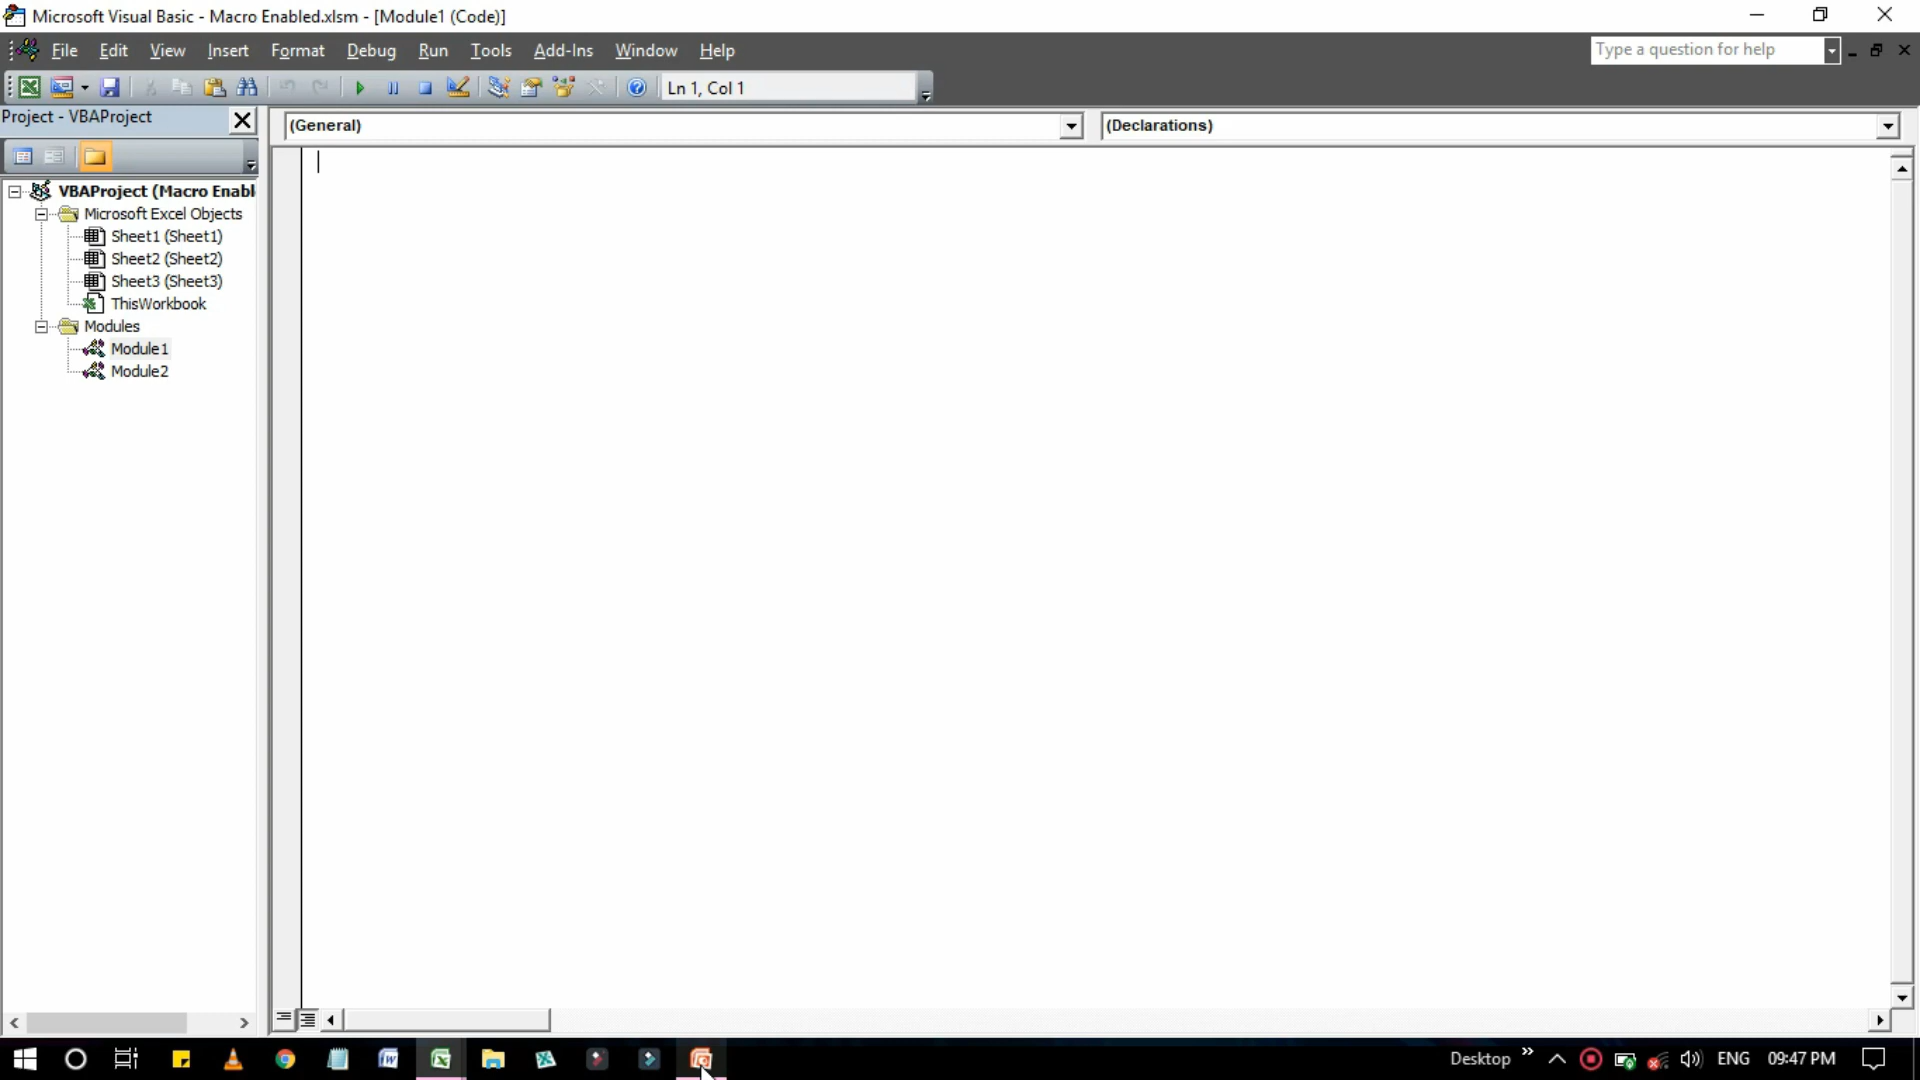 Microsoft Visual Basic - Macro Enabled.xlsm - [Module1 (Code)]
File Edit View Insert Format Debug Run Tools Add-Ins Window Help
Type a question for help
Ln 1, Col 1
Project - VBAProject
(General)
(Declarations)
VBAProject (Macro Enabl
Microsoft Excel Objects
Sheet1 (Sheet1)
Sheet2 (Sheet2)
Sheet3 (Sheet3)
ThisWorkbook
Modules
Module1
Module2
Desktop
ENG
09:47 PM